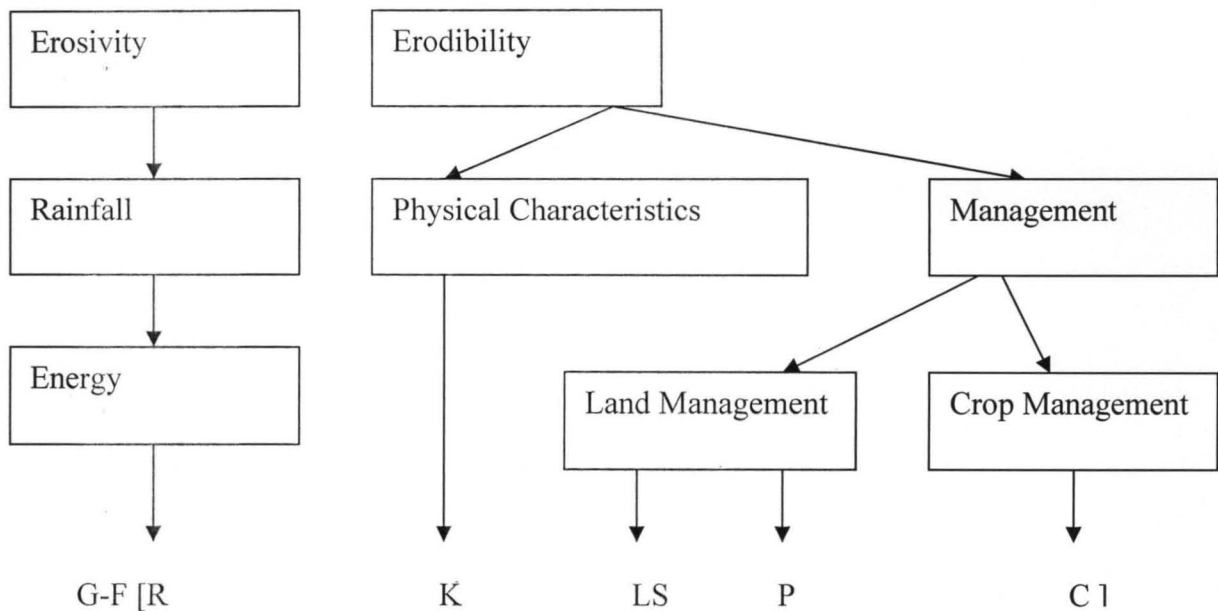 Erosivity Erodibility
Rainfall Physical Characteristics Management
Energy
Land Management Crop Management
G-F [R K LS P C ]